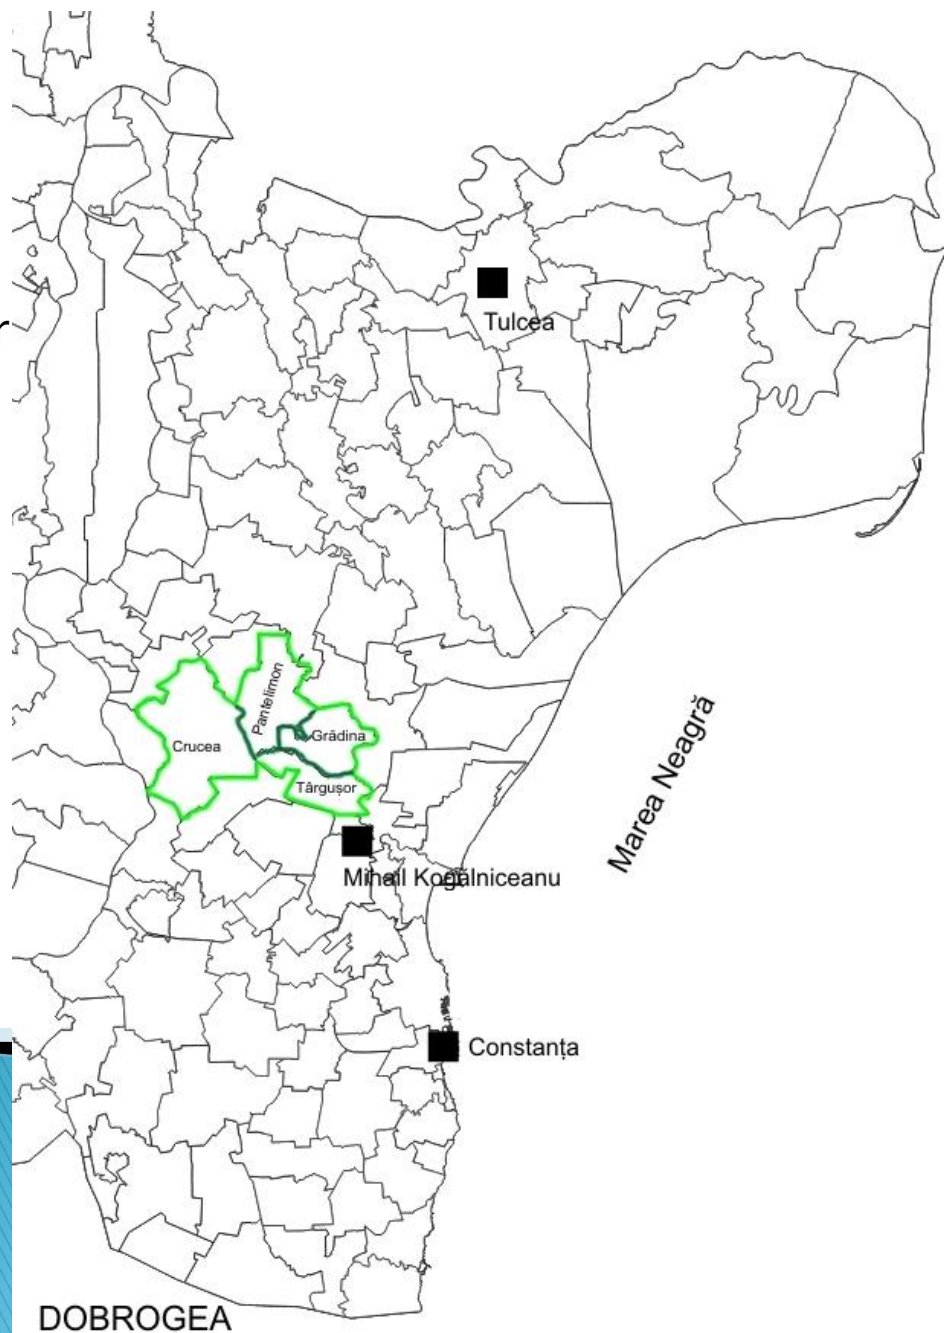 Tulcea
Pantelimon
Grădina
Crucea
Târgușor
Marea Neagră
Mihail Kogălniceanu
Constanța
DOBROGEA